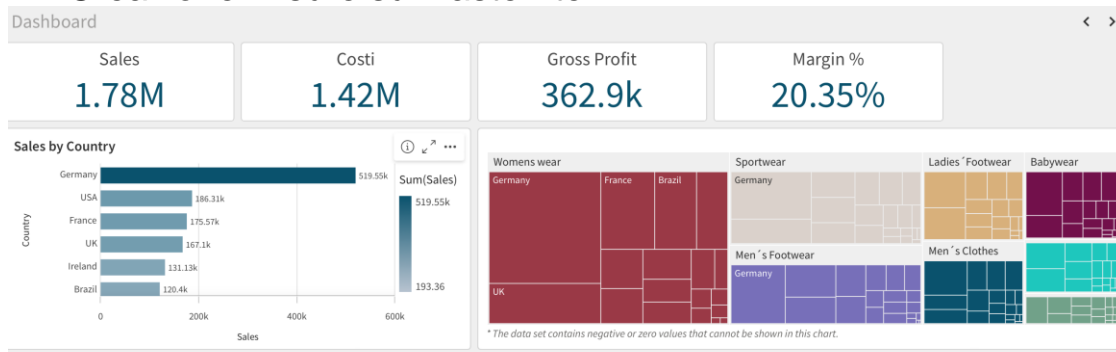 Dashboard
Sales
1.78M
Costi
1.42M
Gross Profit
362.9k
Margin %
20.35%
Sales by Country
Country
Germany
519.55k
USA
186.31k
France
175.57k
UK
167.1k
Ireland
131.13k
Brazil
120.4k
0
200k
400k
600k
Sales
Sum(Sales)
519.55k
193.36
Womens wear
Germany
France
Brazil
UK
Sportwear
Germany
Men´s Footwear
Germany
Ladies´Footwear
Men´s Clothes
Babywear
* The data set contains negative or zero values that cannot be shown in this chart.